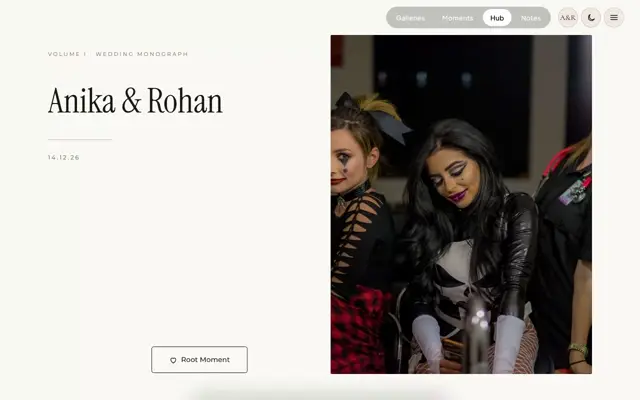 Galleries Moments Hub Notes A&R
VOLUME I WEDDING MONOGRAPH
Anika & Rohan
14.12.26
Root Moment